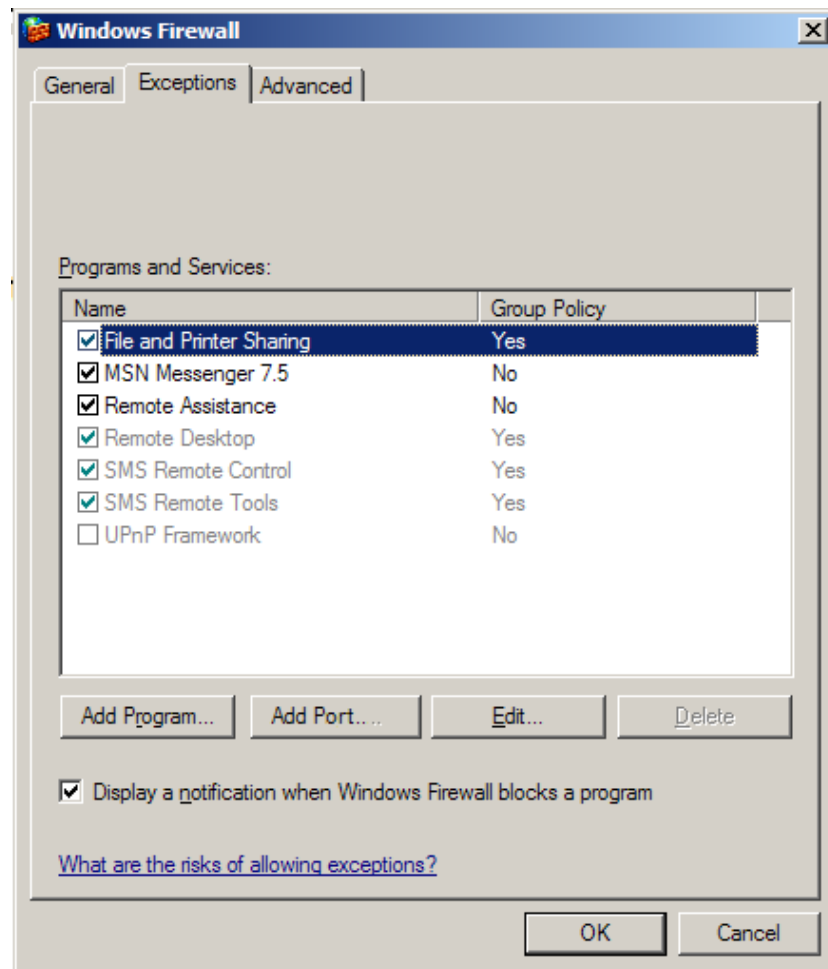 Windows Firewall
General Exceptions Advanced
Programs and Services:
Name Group Policy
File and Printer Sharing Yes
MSN Messenger 7.5 No
Remote Assistance No
Remote Desktop Yes
SMS Remote Control Yes
SMS Remote Tools Yes
UPnP Framework No
Add Program... Add Port.. .. Edit... Delete
Display a notification when Windows Firewall blocks a program
What are the risks of allowing exceptions?
OK Cancel